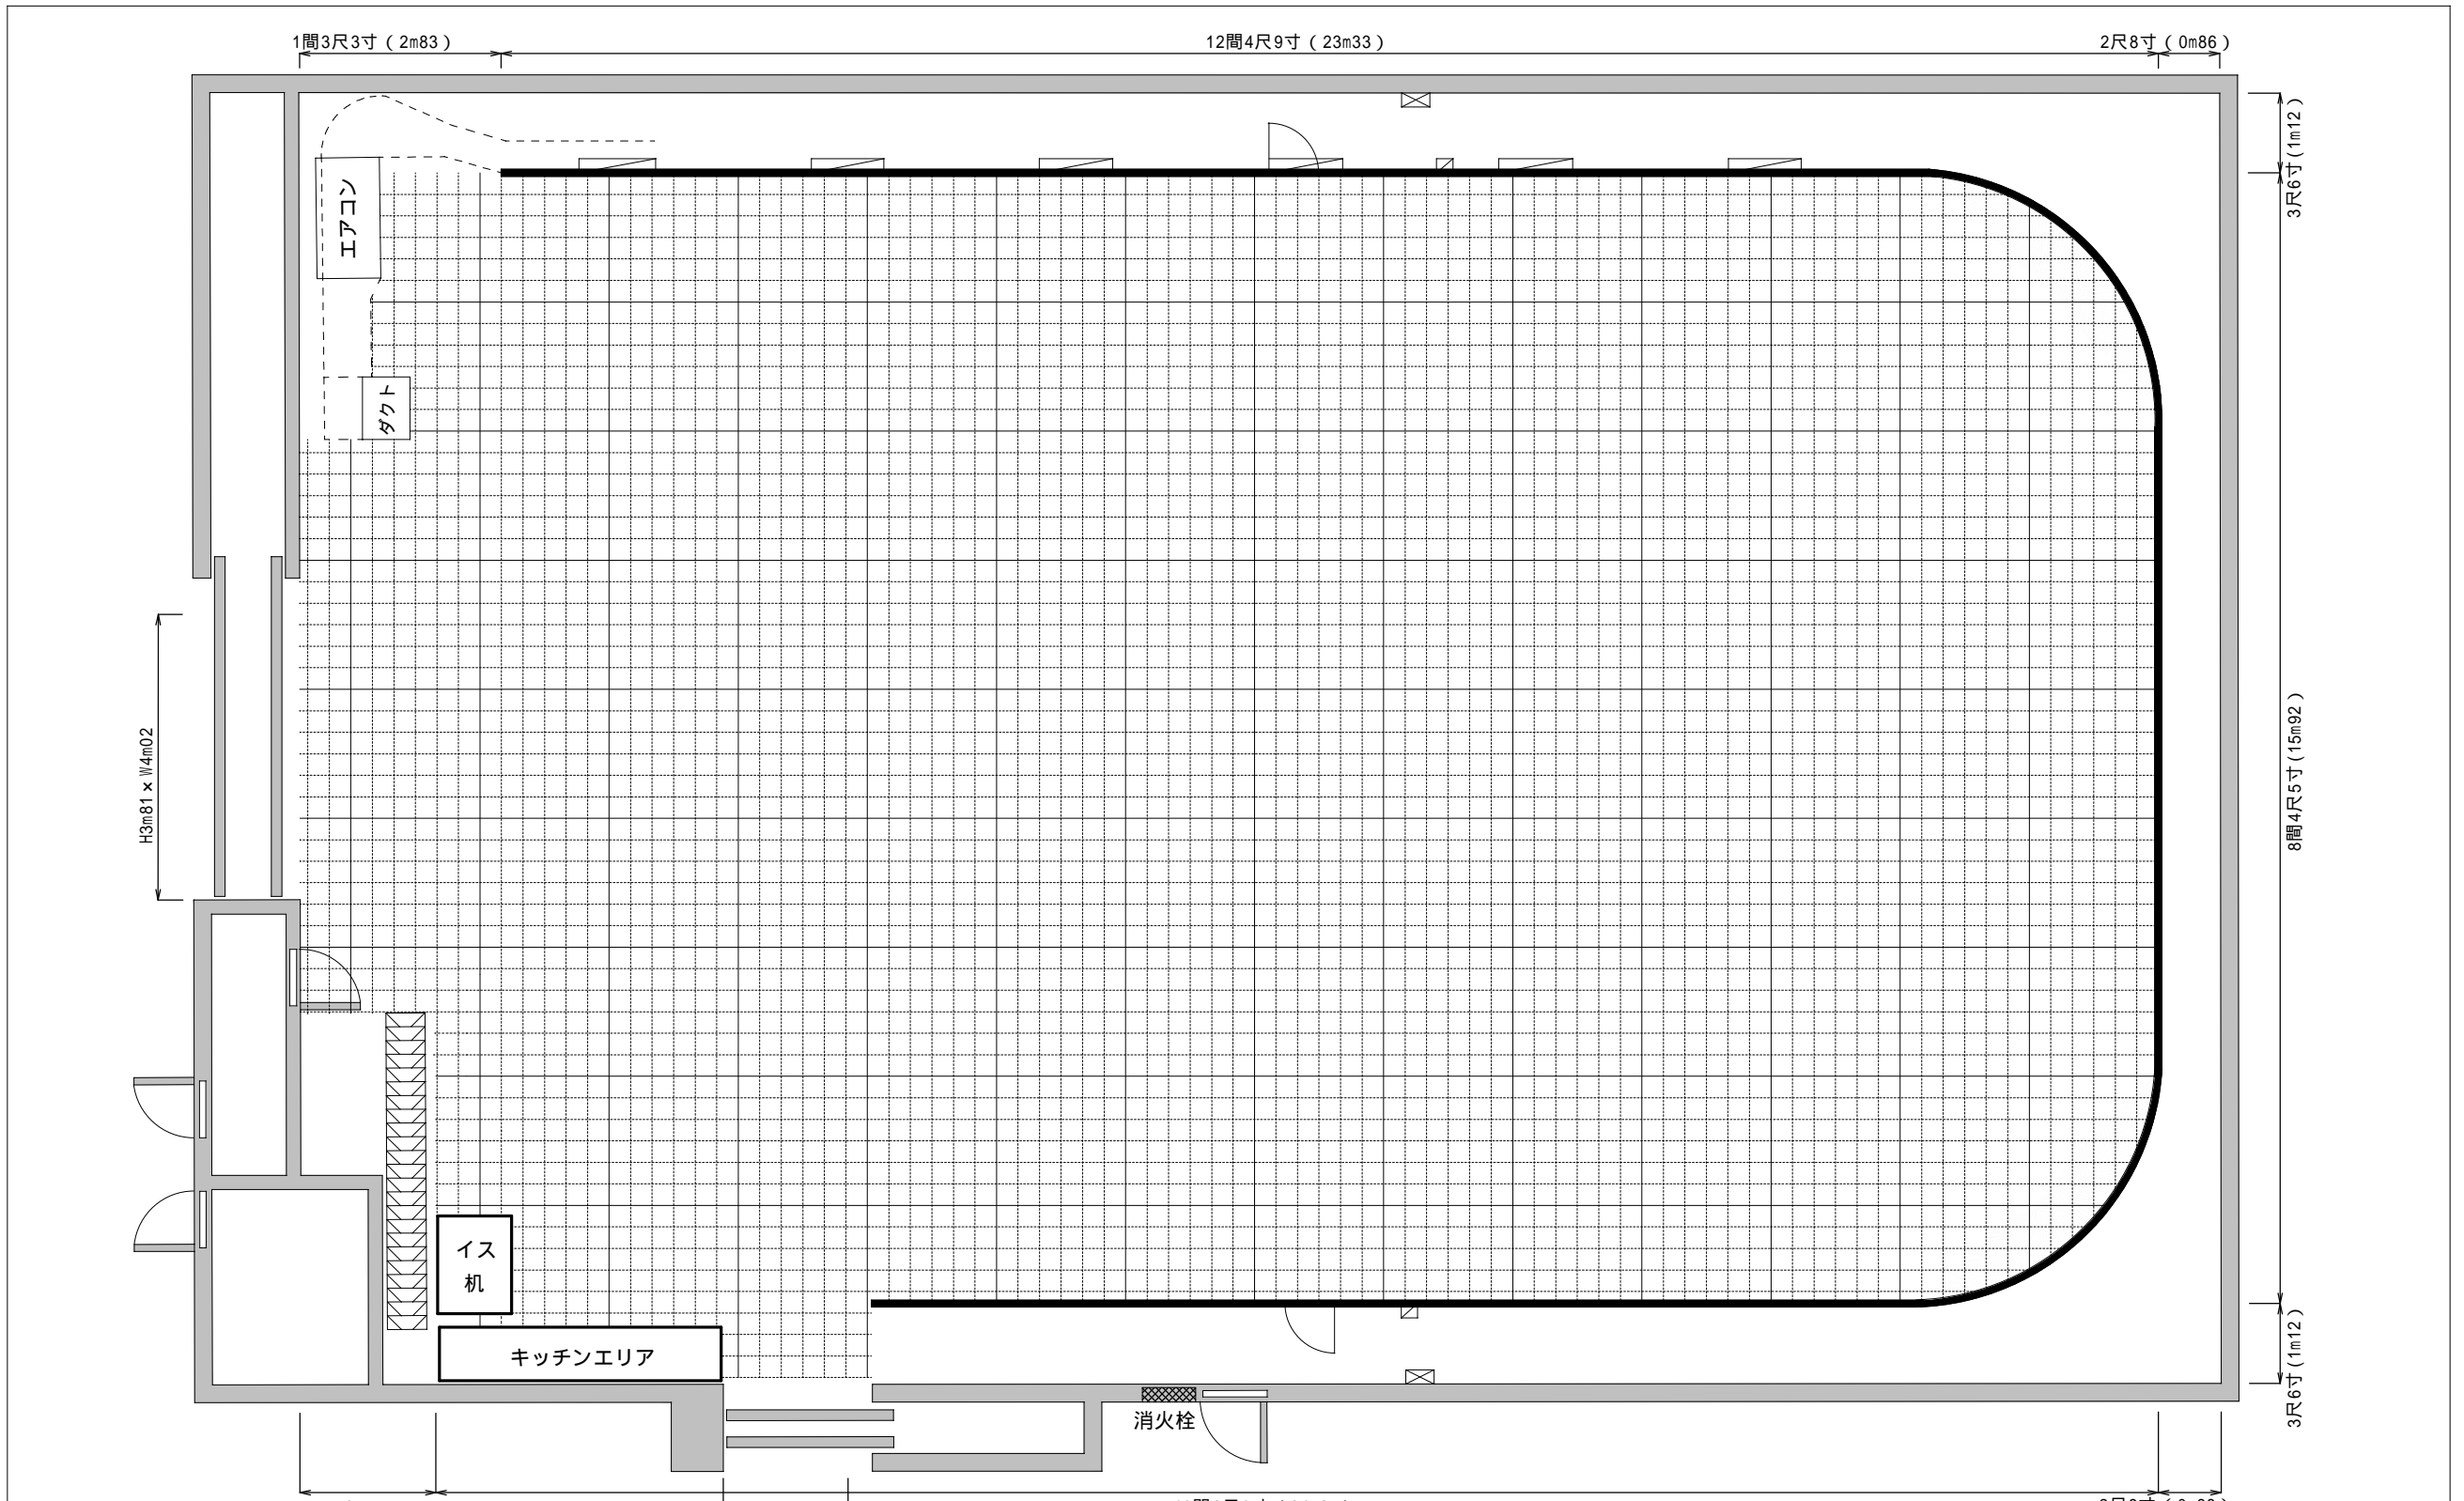 1間3尺3寸（2m83）
12間4尺9寸（23m33）
2尺8寸（0m86）
3尺6寸(1m12)
エアコン
ダクト
H3m81×W4m02
8間4尺5寸(15m92)
イス
机
キッチンエリア
3尺6寸(1m12)
消火栓